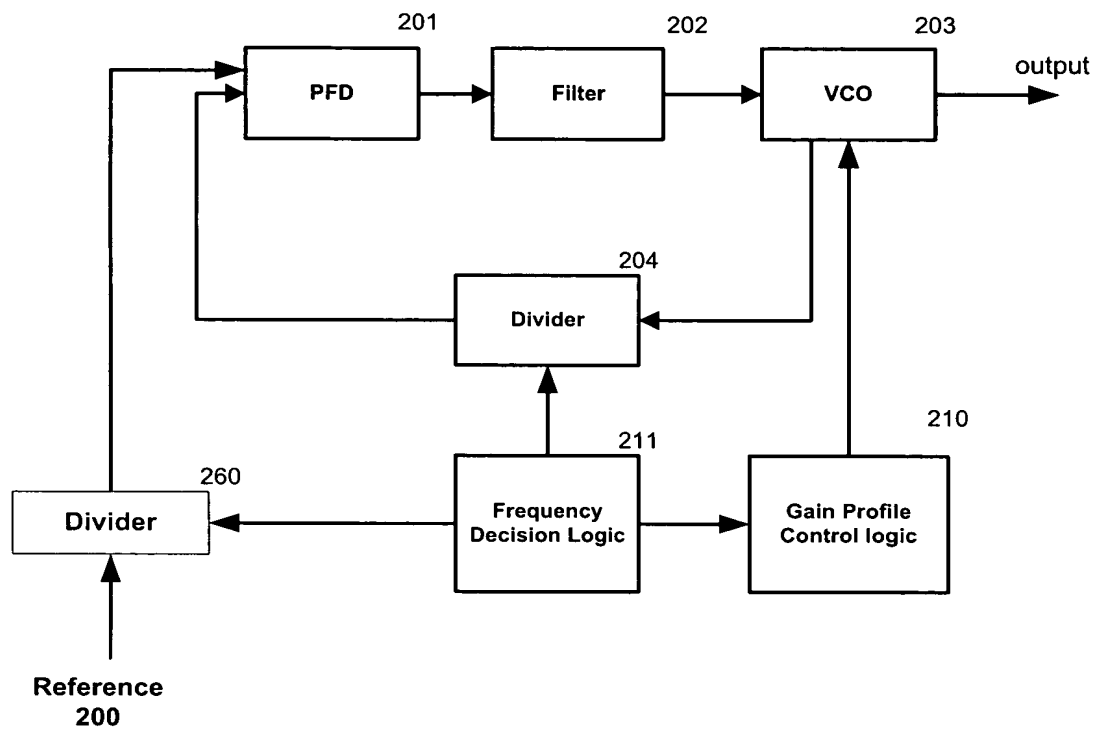 201
202
203
PFD
Filter
VCO
output
204
Divider
211
210
260
Divider
Frequency
Decision Logic
Gain Profile
Control logic
Reference
200